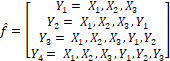 Y₁ = X₁, X₂, X₃
Y₂ = X₁, X₂, X₃, Y₁
f̂ =
Y₃ = X₁, X₂, X₃, Y₁, Y₂
Y₄ = X₁, X₂, X₃, Y₁, Y₂, Y₃